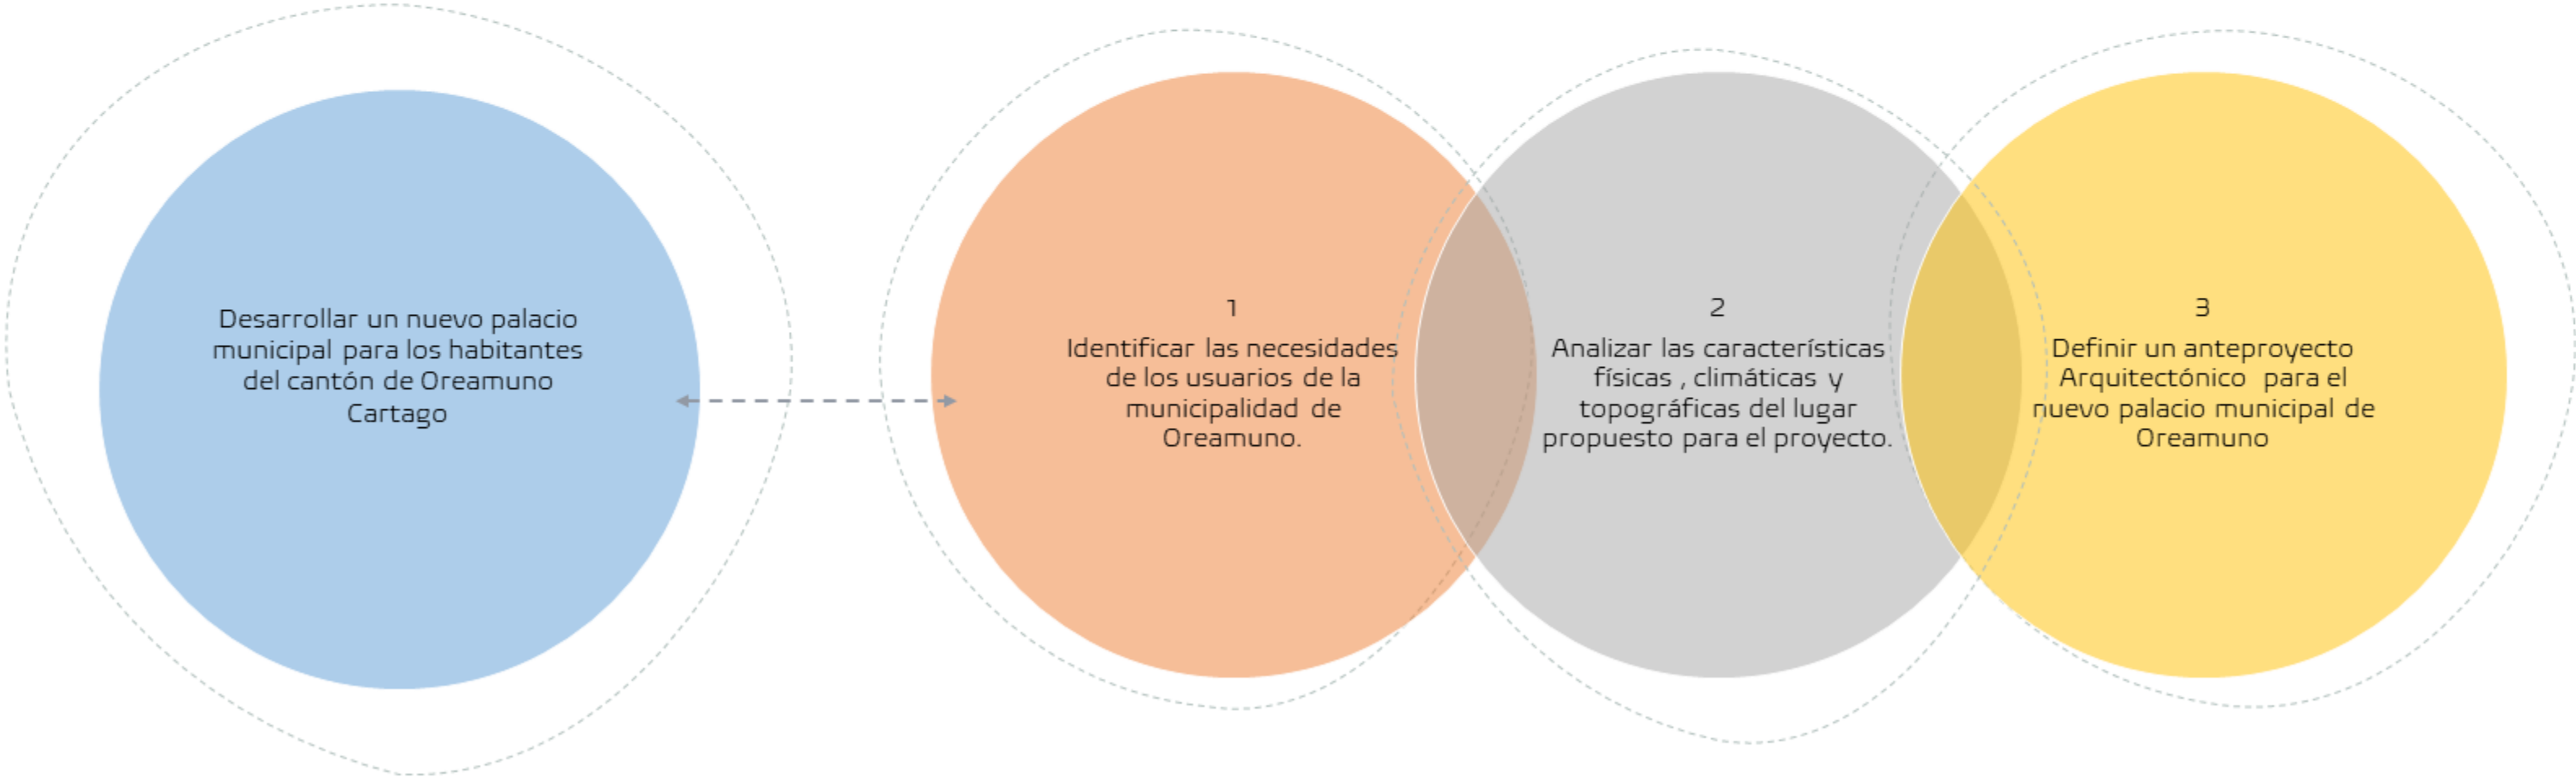 Desarrollar un nuevo palacio
municipal para los habitantes
del cantón de Oreamuno
Cartago
1
Identificar las necesidades
de los usuarios de la
municipalidad de
Oreamuno.
2
Analizar las características
físicas , climáticas y
topográficas del lugar
propuesto para el proyecto.
3
Definir un anteproyecto
Arquitectónico para el
nuevo palacio municipal de
Oreamuno